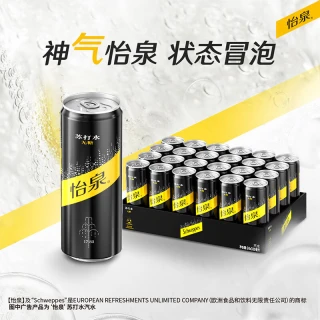 怡泉
神气怡泉 状态冒泡
苏打水
无糖
怡泉
Schweppes
【怡泉】及"Schweppes"是EUROPEAN REFRESHMENTS UNLIMITED COMPANY (欧洲食品和饮料无限责任公司) 的商标
图中广告产品为 '怡泉' 苏打水汽水